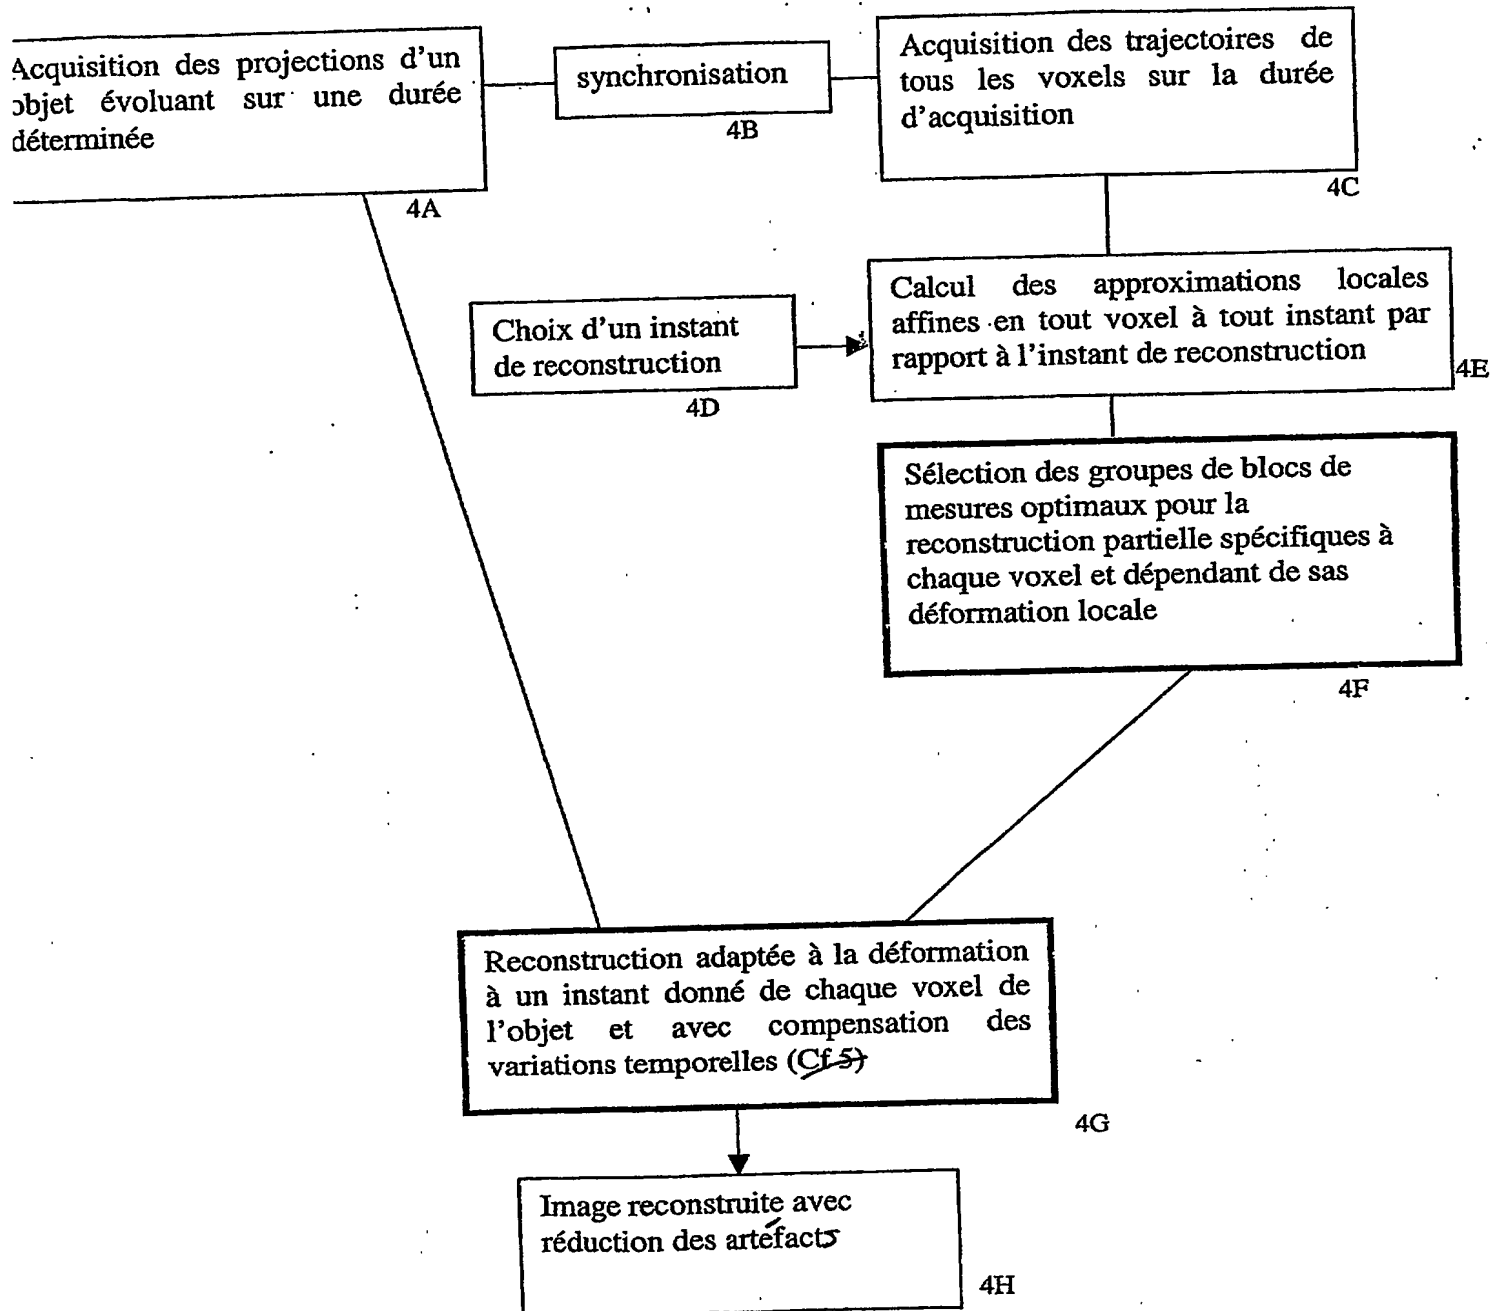 Acquisition des projections d'un
objet évoluant sur une durée
déterminée
4A
synchronisation
4B
Acquisition des trajectoires de
tous les voxels sur la durée
d'acquisition
4C
Choix d'un instant
de reconstruction
4D
Calcul des approximations locales
affines en tout voxel à tout instant par
rapport à l'instant de reconstruction
4E
Sélection des groupes de blocs de
mesures optimaux pour la
reconstruction partielle spécifiques à
chaque voxel et dépendant de sas
déformation locale
4F
Reconstruction adaptée à la déformation
à un instant donné de chaque voxel de
l'objet et avec compensation des
variations temporelles (Cf 5)
4G
Image reconstruite avec
réduction des artéfacts
4H